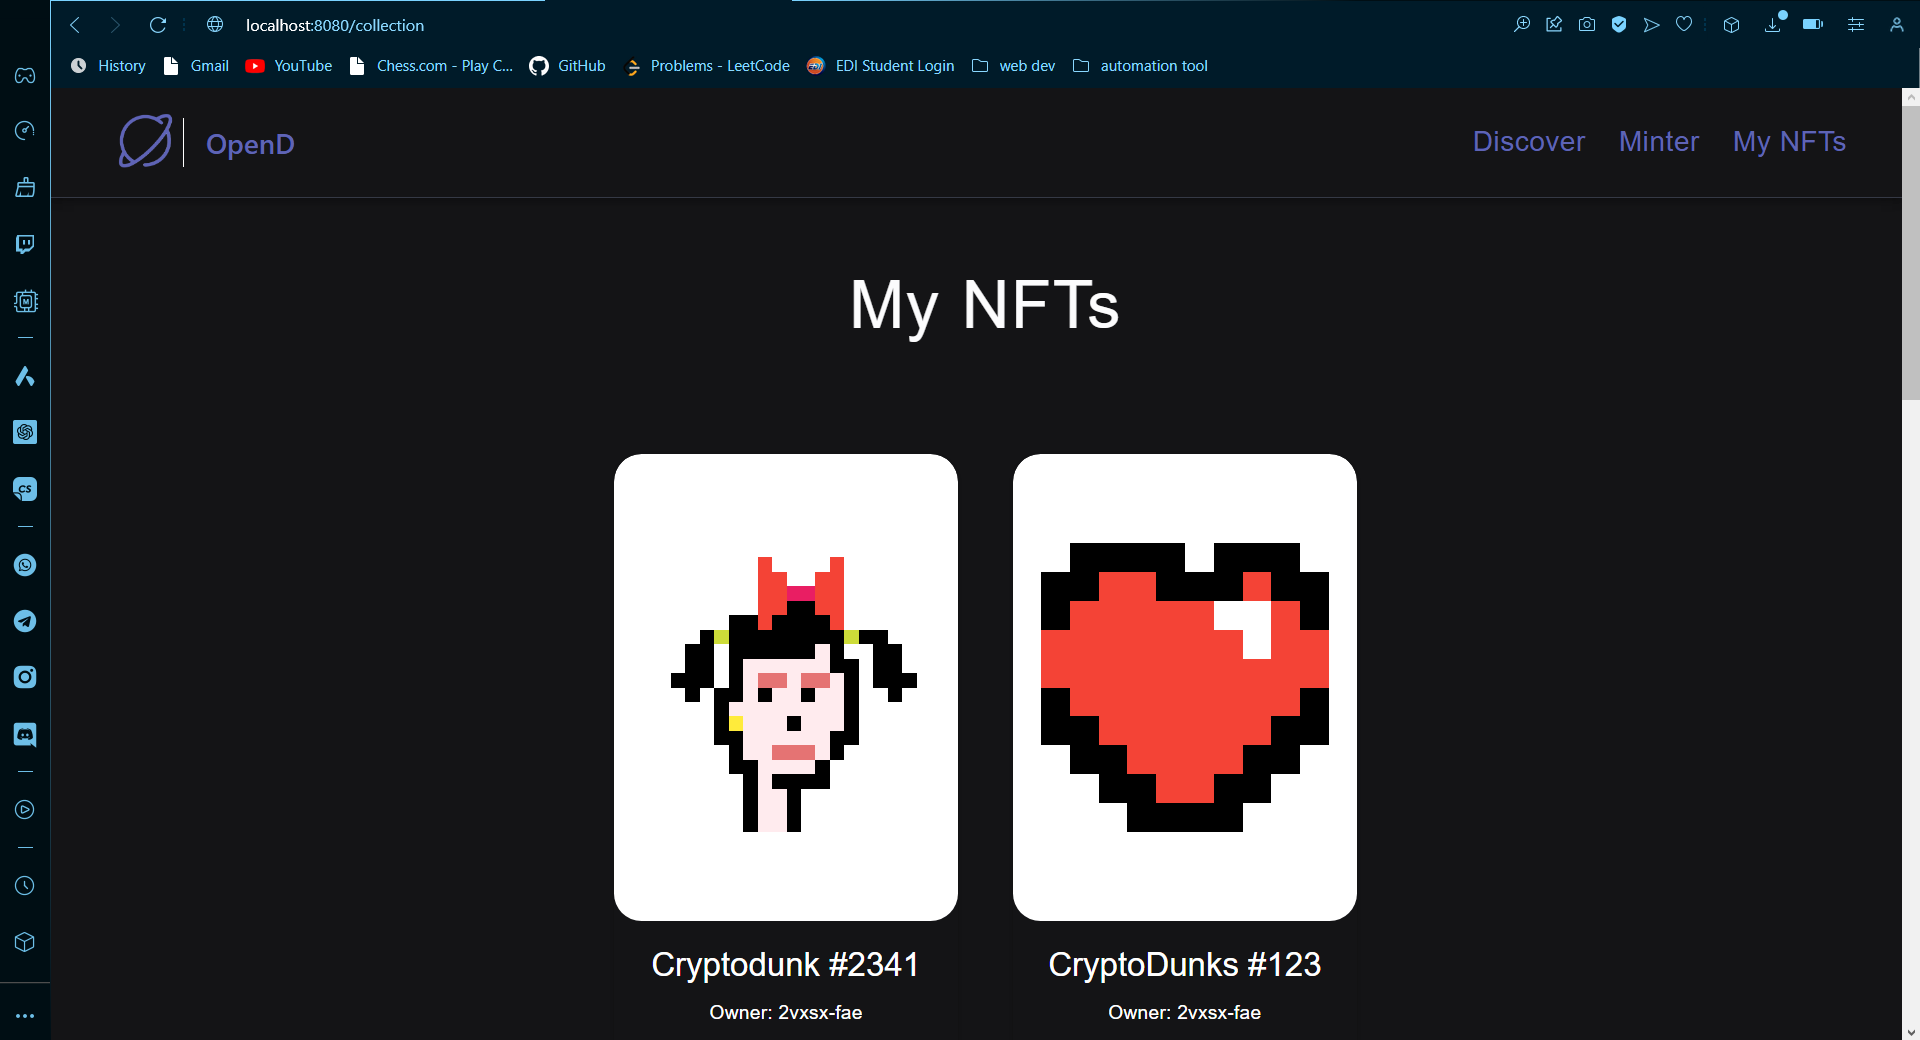 localhost:8080/collection
History Gmail YouTube Chess.com - Play C... GitHub Problems - LeetCode EDI Student Login web dev automation tool
OpenD Discover Minter My NFTs
My NFTs
Cryptodunk #2341 CryptoDunks #123
Owner: 2vxsx-fae Owner: 2vxsx-fae